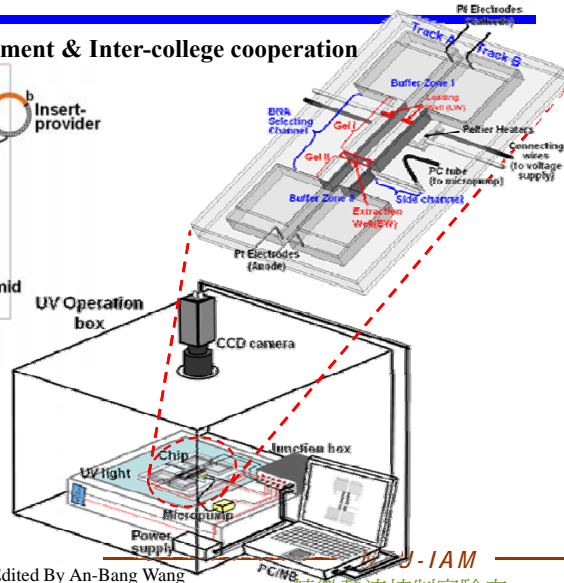 ment & Inter-college cooperation
b
Insert-
provider
mid
Pt Electrodes
(Cathode)
Track A
Track B
Buffer Zone I
Loading
Well (LW)
DNA
Selecting
Channel
Gel I
Gel II
Peltier Heaters
Connecting
wires
(to voltage
supply)
PC tube
(to micropump)
Buffer Zone II
Side channel
Extraction
Well(EW)
Pt Electrodes
(Anode)
UV Operation
box
CCD camera
Chip
UV light
Junction box
Micropump
Power
supply
PC/NB
Edited By An-Bang Wang
U-IAM